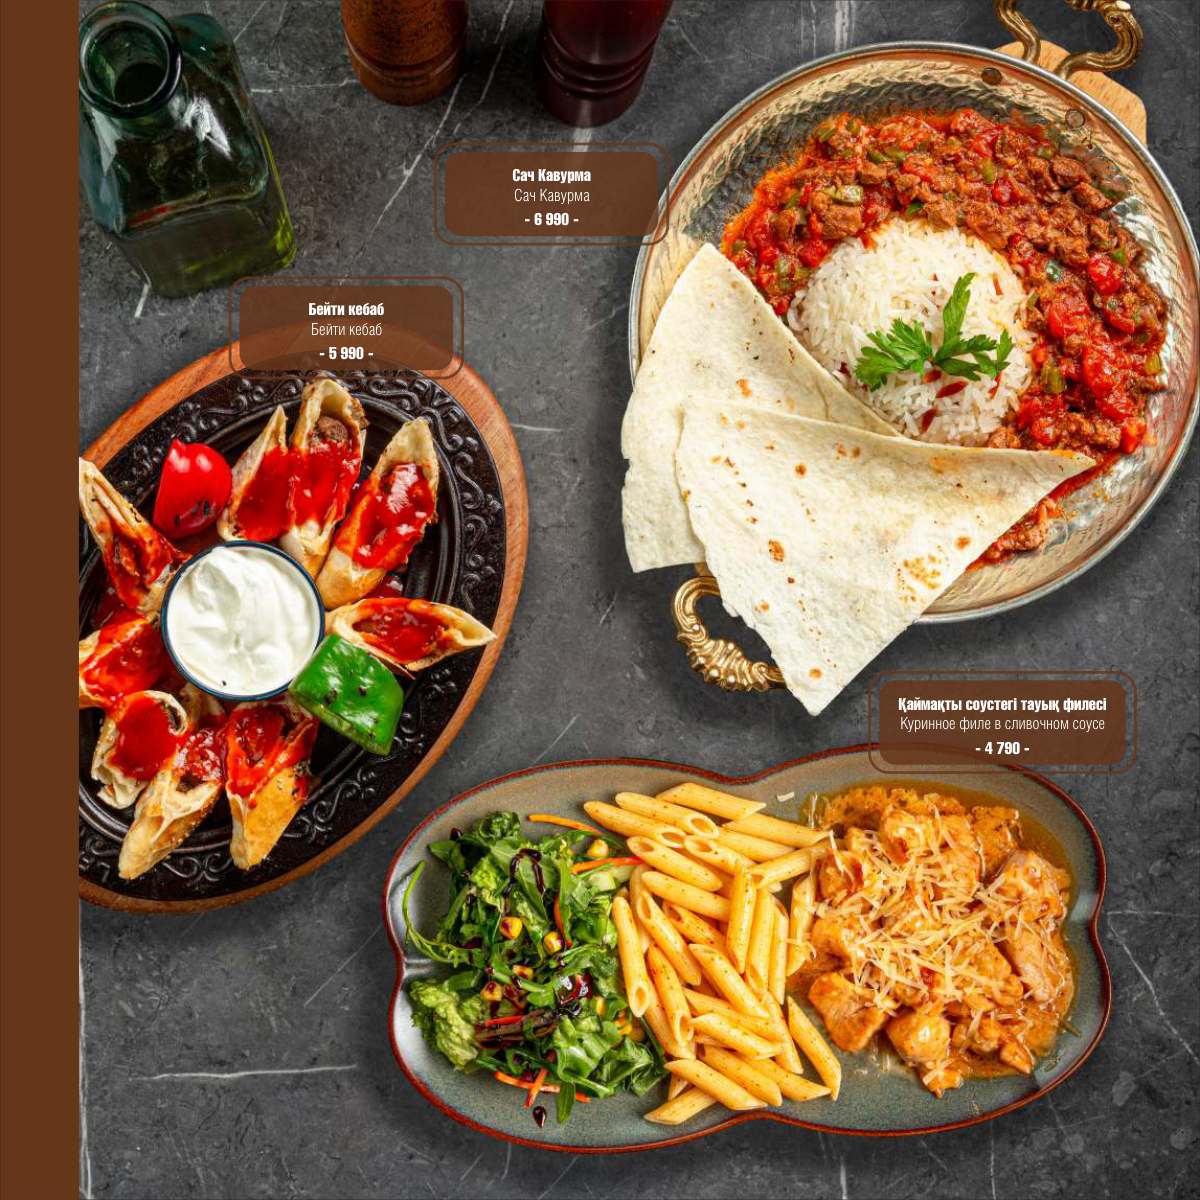 Сач Кавурма
Сач Кавурма
- 6 990 -
Бейти кебаб
Бейти кебаб
- 5 990 -
Қаймақты соустегі тауық филесі
Куринное филе в сливочном соусе
- 4 790 -